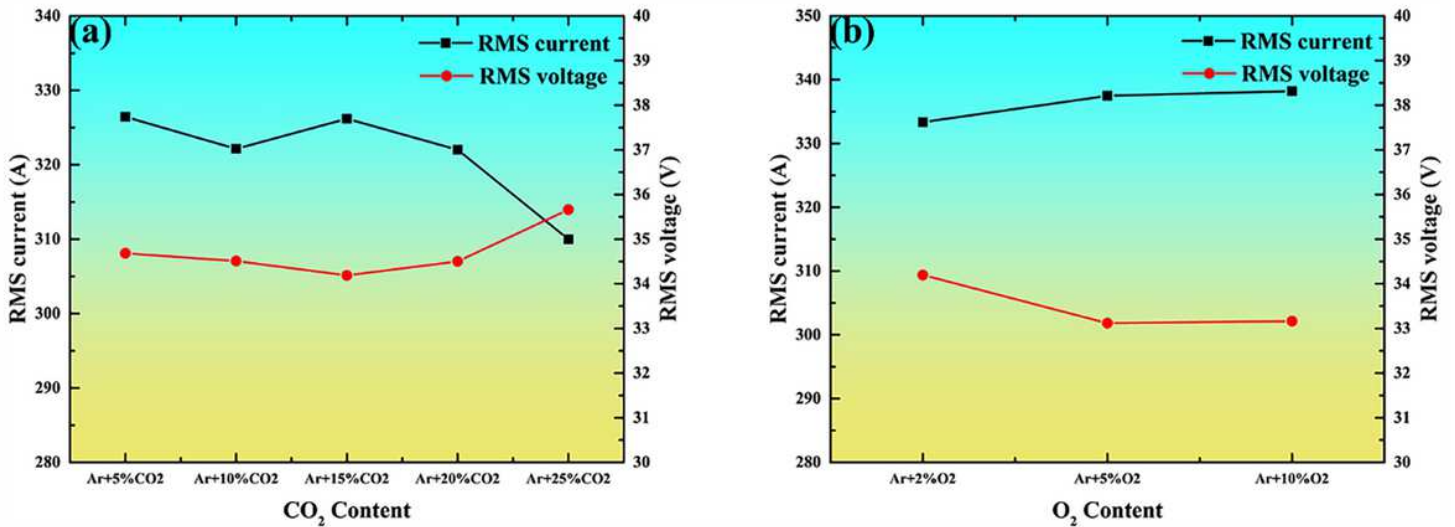 (a)
RMS current
RMS voltage
RMS current (A)
340
330
320
310
300
290
280
RMS voltage (V)
40
39
38
37
36
35
34
33
32
31
30
Ar+5%CO2 Ar+10%CO2 Ar+15%CO2 Ar+20%CO2 Ar+25%CO2
CO₂ Content
(b)
RMS current
RMS voltage
RMS current (A)
350
340
330
320
310
300
290
280
RMS voltage (V)
40
39
38
37
36
35
34
33
32
31
30
Ar+2%O2 Ar+5%O2 Ar+10%O2
O₂ Content